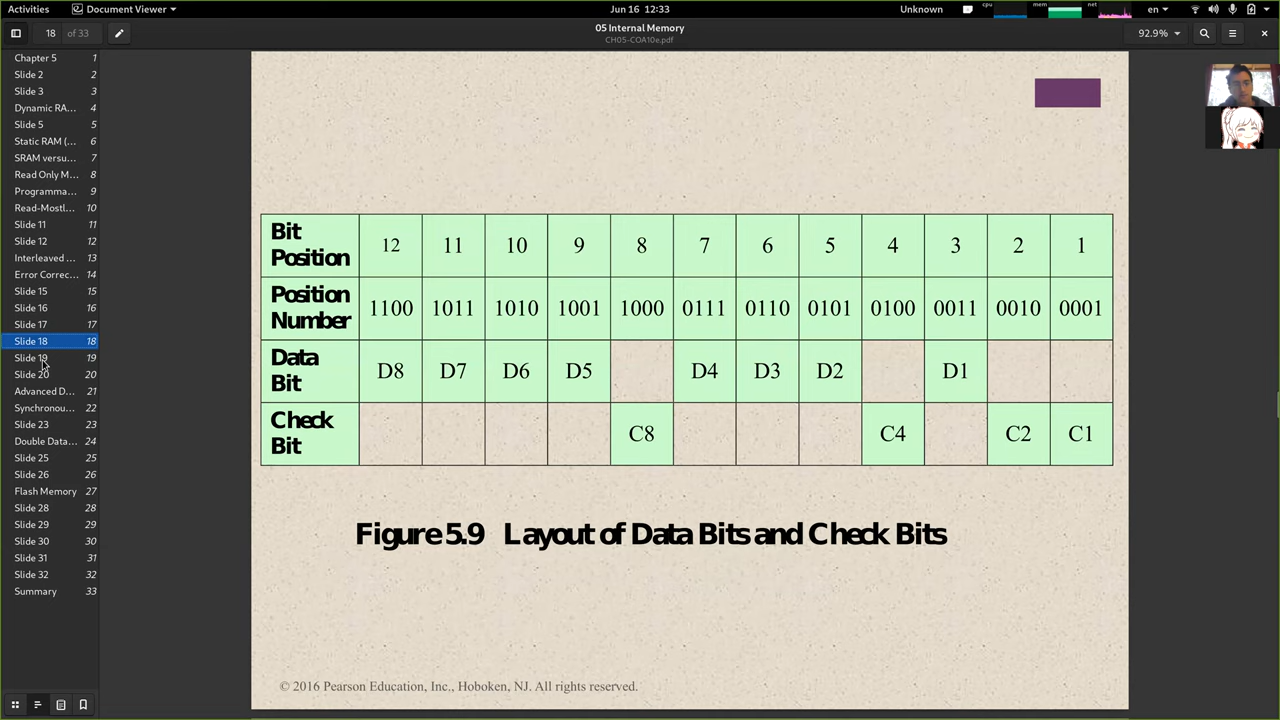 Activities
Document Viewer
Jun 16 12:33
Unknown
cpu
mem
net
en
18 of 33
05 Internal Memory
CH05-COA10e.pdf
92.9%
Chapter 5 1
Slide 2 2
Slide 3 3
Dynamic RA... 4
Slide 5 5
Static RAM (... 6
SRAM versu... 7
Read Only M... 8
Programma... 9
Read-Mostl... 10
Slide 11 11
Slide 12 12
Interleaved ... 13
Error Correc... 14
Slide 15 15
Slide 16 16
Slide 17 17
Slide 18 18
Slide 19 19
Slide 20 20
Advanced D... 21
Synchronou... 22
Slide 23 23
Double Data... 24
Slide 25 25
Slide 26 26
Flash Memory 27
Slide 28 28
Slide 29 29
Slide 30 30
Slide 31 31
Slide 32 32
Summary 33
Bit
Position 12 11 10 9 8 7 6 5 4 3 2 1
Position
Number 1100 1011 1010 1001 1000 0111 0110 0101 0100 0011 0010 0001
Data
Bit D8 D7 D6 D5 D4 D3 D2 D1
Check
Bit C8 C4 C2 C1
Figure 5.9 Layout of Data Bits and Check Bits
© 2016 Pearson Education, Inc., Hoboken, NJ. All rights reserved.